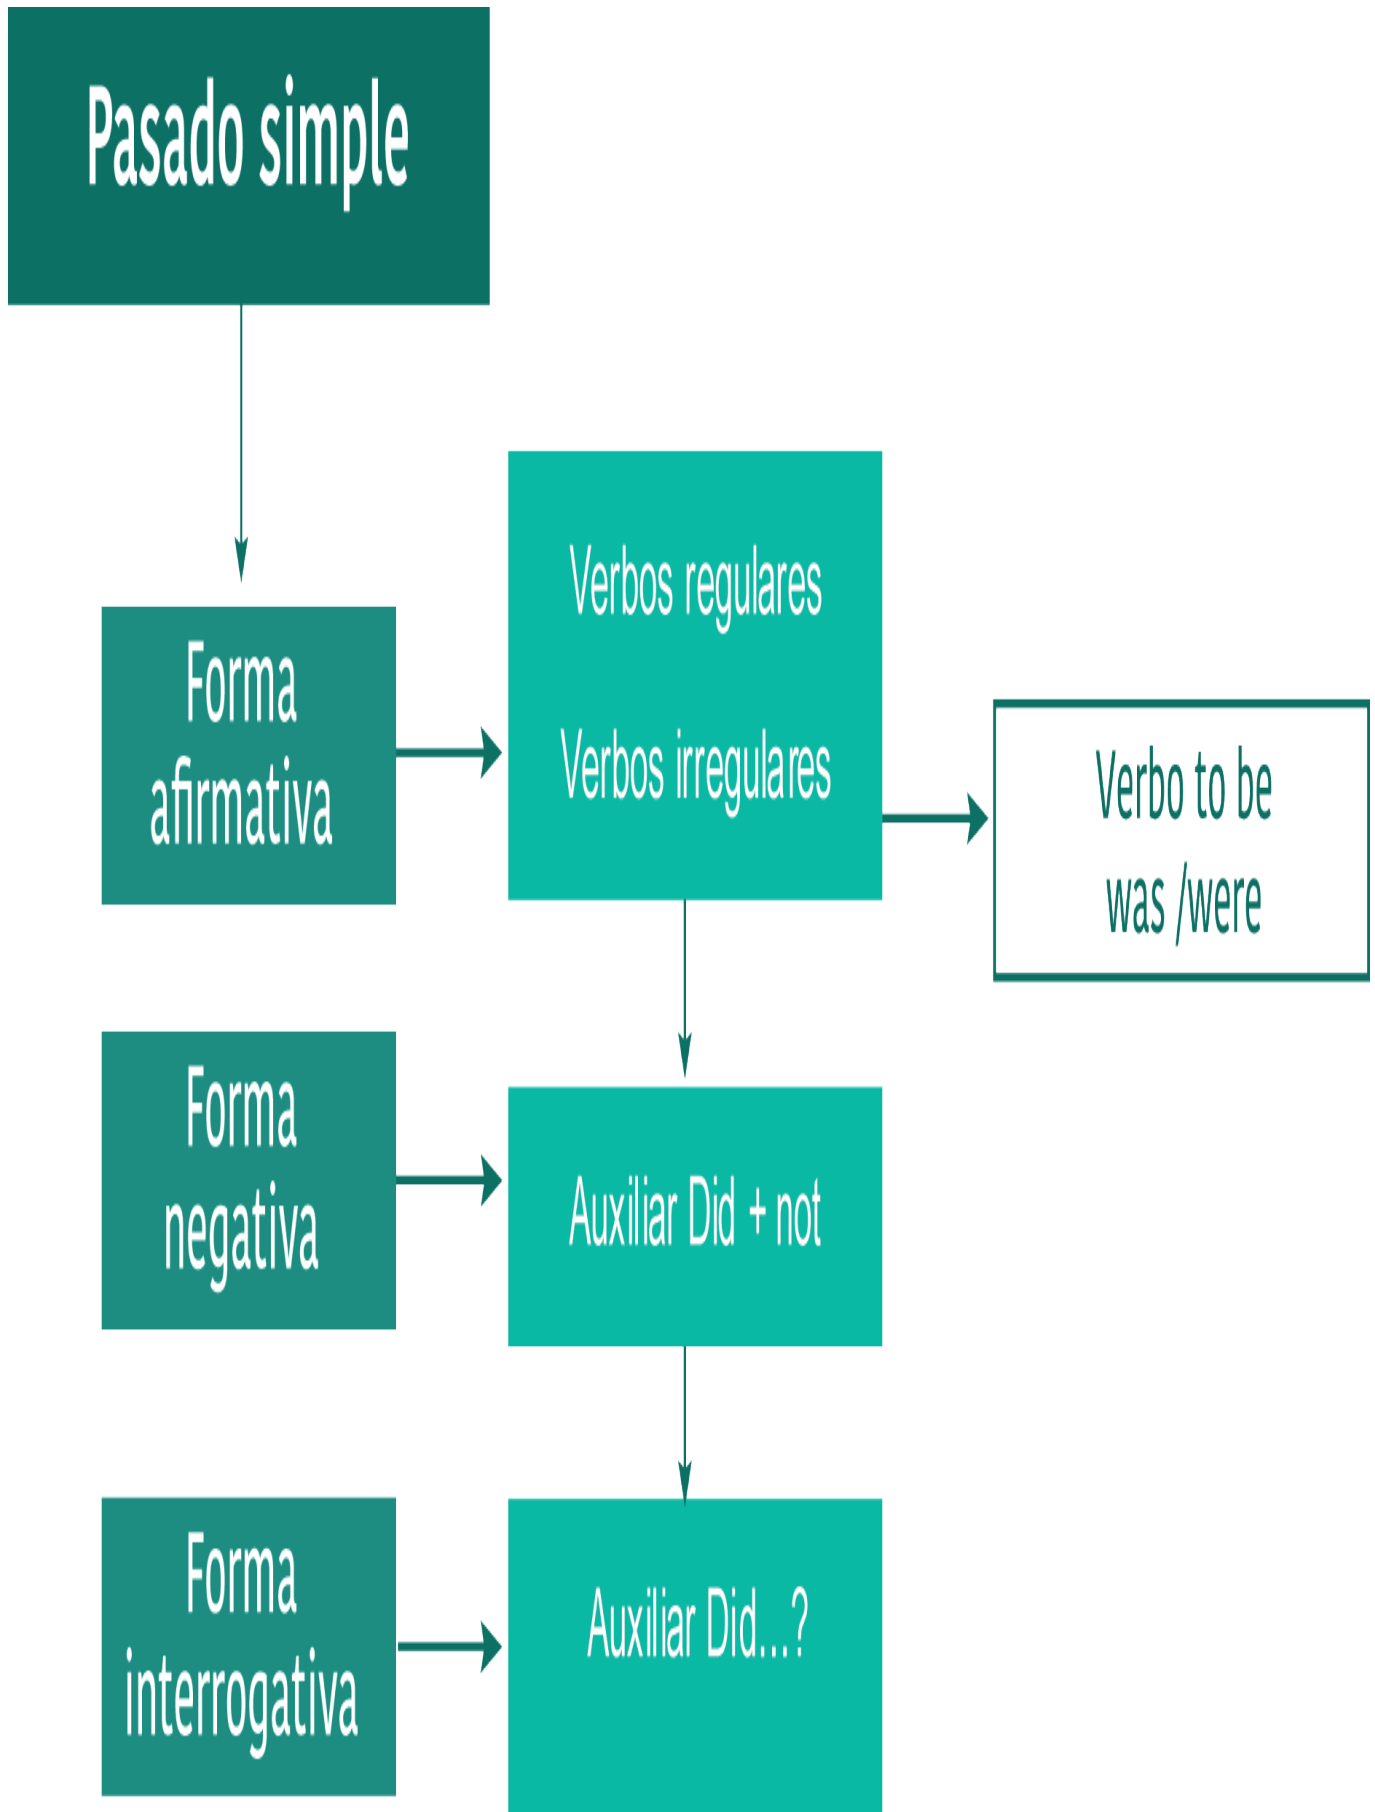 Pasado simple
Forma
afirmativa
Verbos regulares
Verbos irregulares
Verbo to be
was /were
Forma
negativa
Auxiliar Did + not
Forma
interrogativa
Auxiliar Did...?